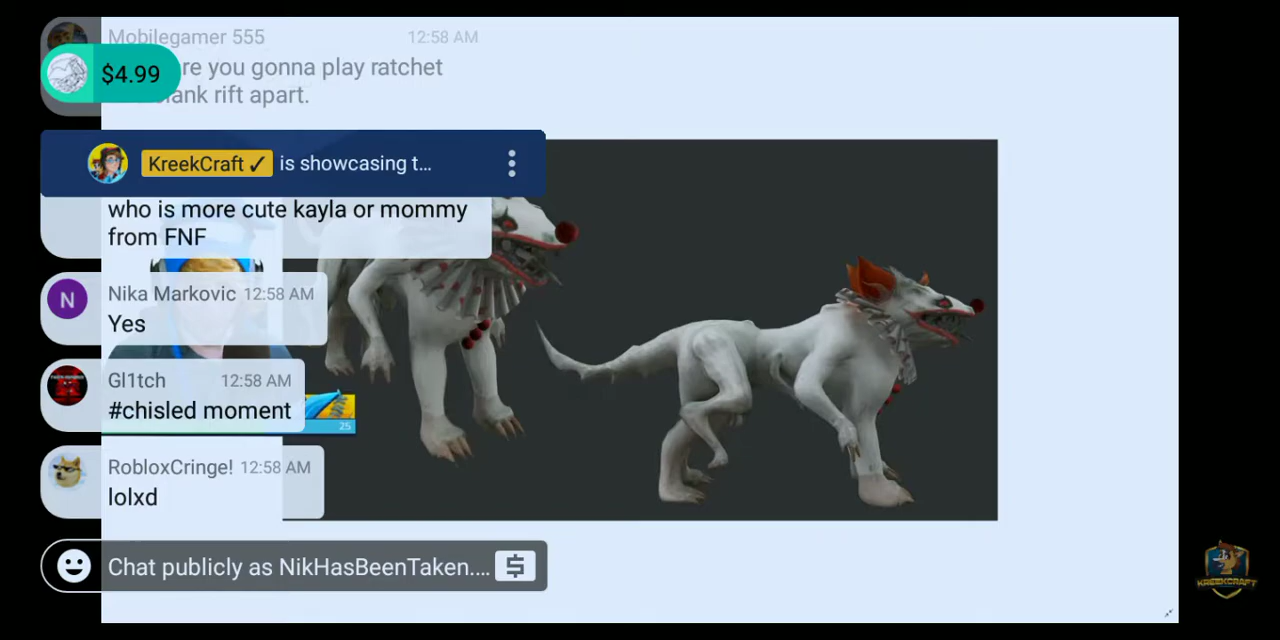 Mobilegamer 555 12:58 AM
$4.99
re you gonna play ratchet
ank rift apart.
KreekCraft ✓ is showcasing t...
who is more cute kayla or mommy
from FNF
Nika Markovic 12:58 AM
N
Yes
Gl1tch 12:58 AM
#chisled moment
25
RobloxCringe! 12:58 AM
lolxd
Chat publicly as NikHasBeenTaken....
KREEKCRAFT